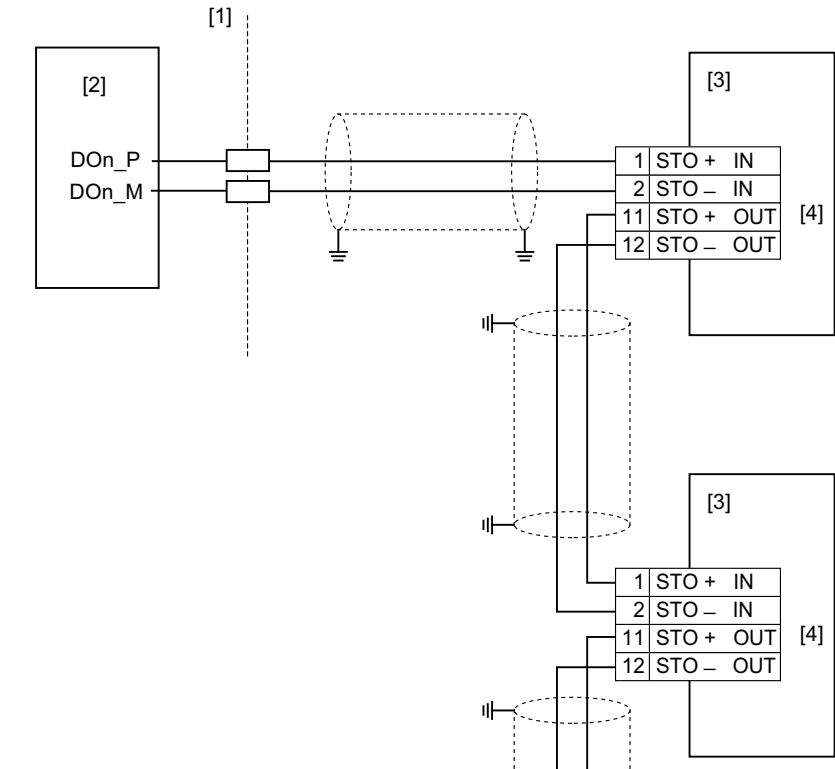 [1]
[2]
[3]
DOn_P
DOn_M
1 STO + IN
2 STO – IN
11 STO + OUT
12 STO – OUT
[4]
[3]
1 STO + IN
2 STO – IN
11 STO + OUT
12 STO – OUT
[4]